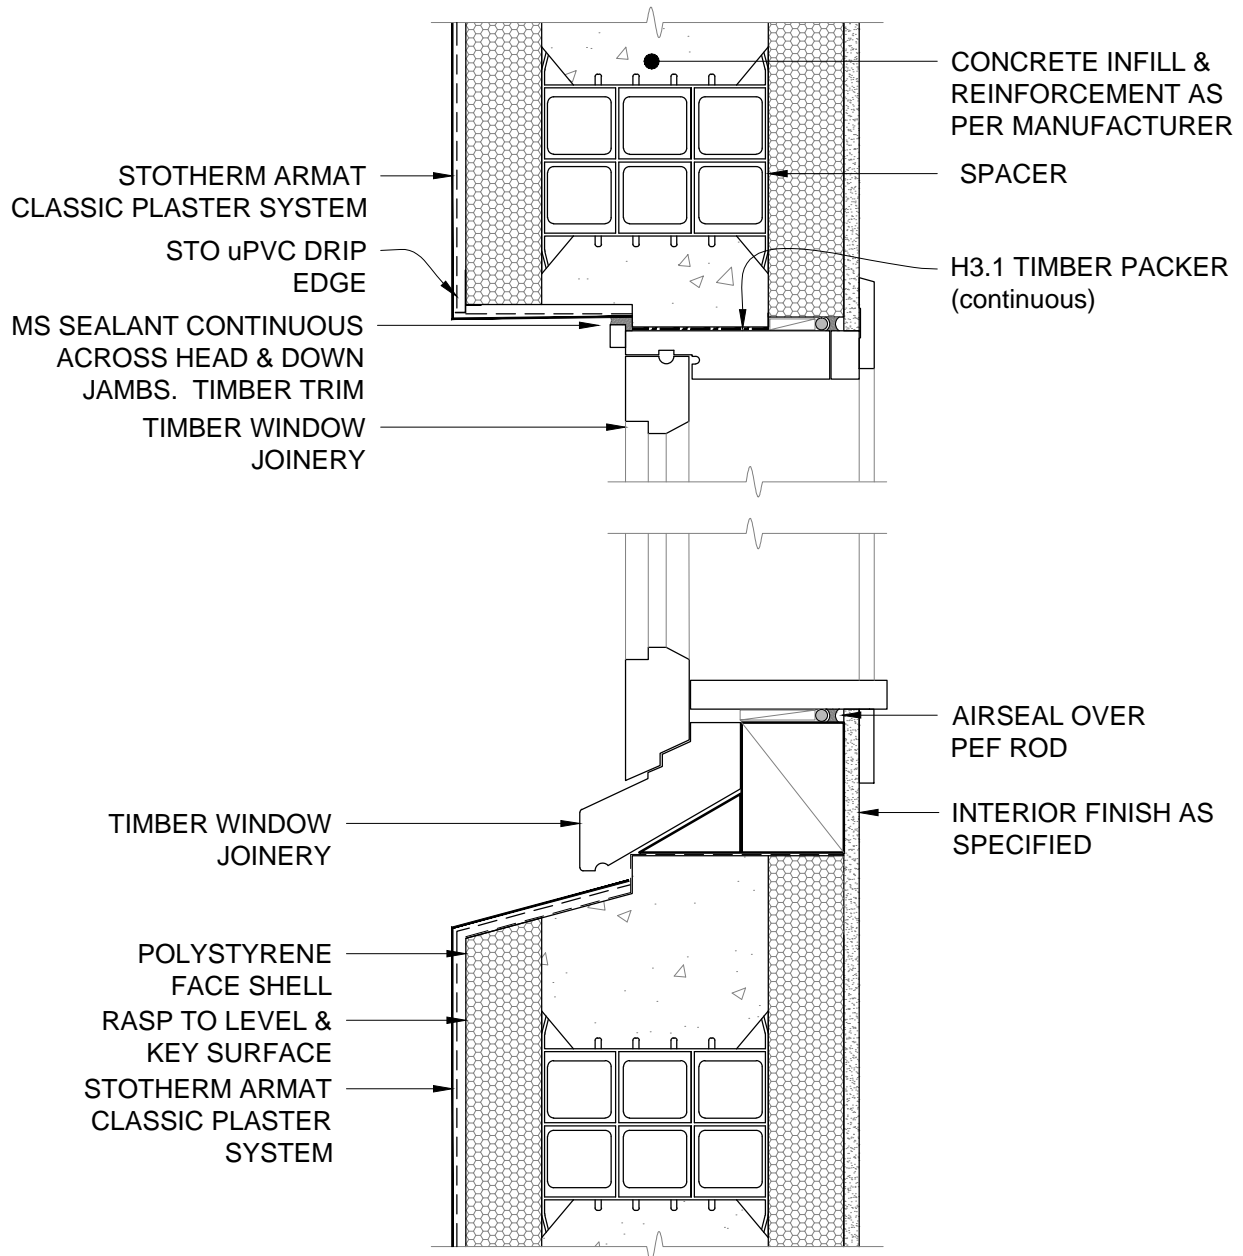 CONCRETE INFILL &
REINFORCEMENT AS
PER MANUFACTURER
SPACER
STOTHERM ARMAT
CLASSIC PLASTER SYSTEM
STO uPVC DRIP
EDGE
H3.1 TIMBER PACKER
(continuous)
MS SEALANT CONTINUOUS
ACROSS HEAD & DOWN
JAMBS. TIMBER TRIM
TIMBER WINDOW
JOINERY
AIRSEAL OVER
PEF ROD
TIMBER WINDOW
JOINERY
INTERIOR FINISH AS
SPECIFIED
POLYSTYRENE
FACE SHELL
RASP TO LEVEL &
KEY SURFACE
STOTHERM ARMAT
CLASSIC PLASTER
SYSTEM